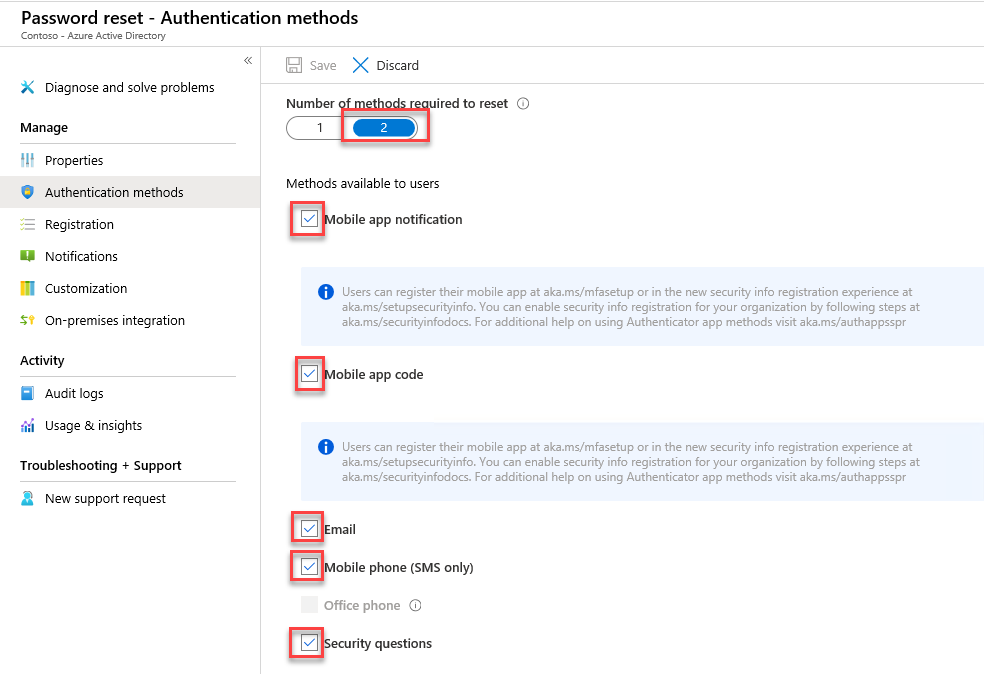 Password reset - Authentication methods
Contoso - Azure Active Directory
«
Diagnose and solve problems
Manage
Properties
Authentication methods
Registration
Notifications
Customization
On-premises integration
Activity
Audit logs
Usage & insights
Troubleshooting + Support
New support request
Save Discard
Number of methods required to reset
1 2
Methods available to users
Mobile app notification
Users can register their mobile app at aka.ms/mfasetup or in the new security info registration experience at
aka.ms/setupsecurityinfo. You can enable security info registration for your organization by following steps at
aka.ms/securityinfodocs. For additional help on using Authenticator app methods visit aka.ms/authappsspr
Mobile app code
Users can register their mobile app at aka.ms/mfasetup or in the new security info registration experience at
aka.ms/setupsecurityinfo. You can enable security info registration for your organization by following steps at
aka.ms/securityinfodocs. For additional help on using Authenticator app methods visit aka.ms/authappsspr
Email
Mobile phone (SMS only)
Office phone
Security questions